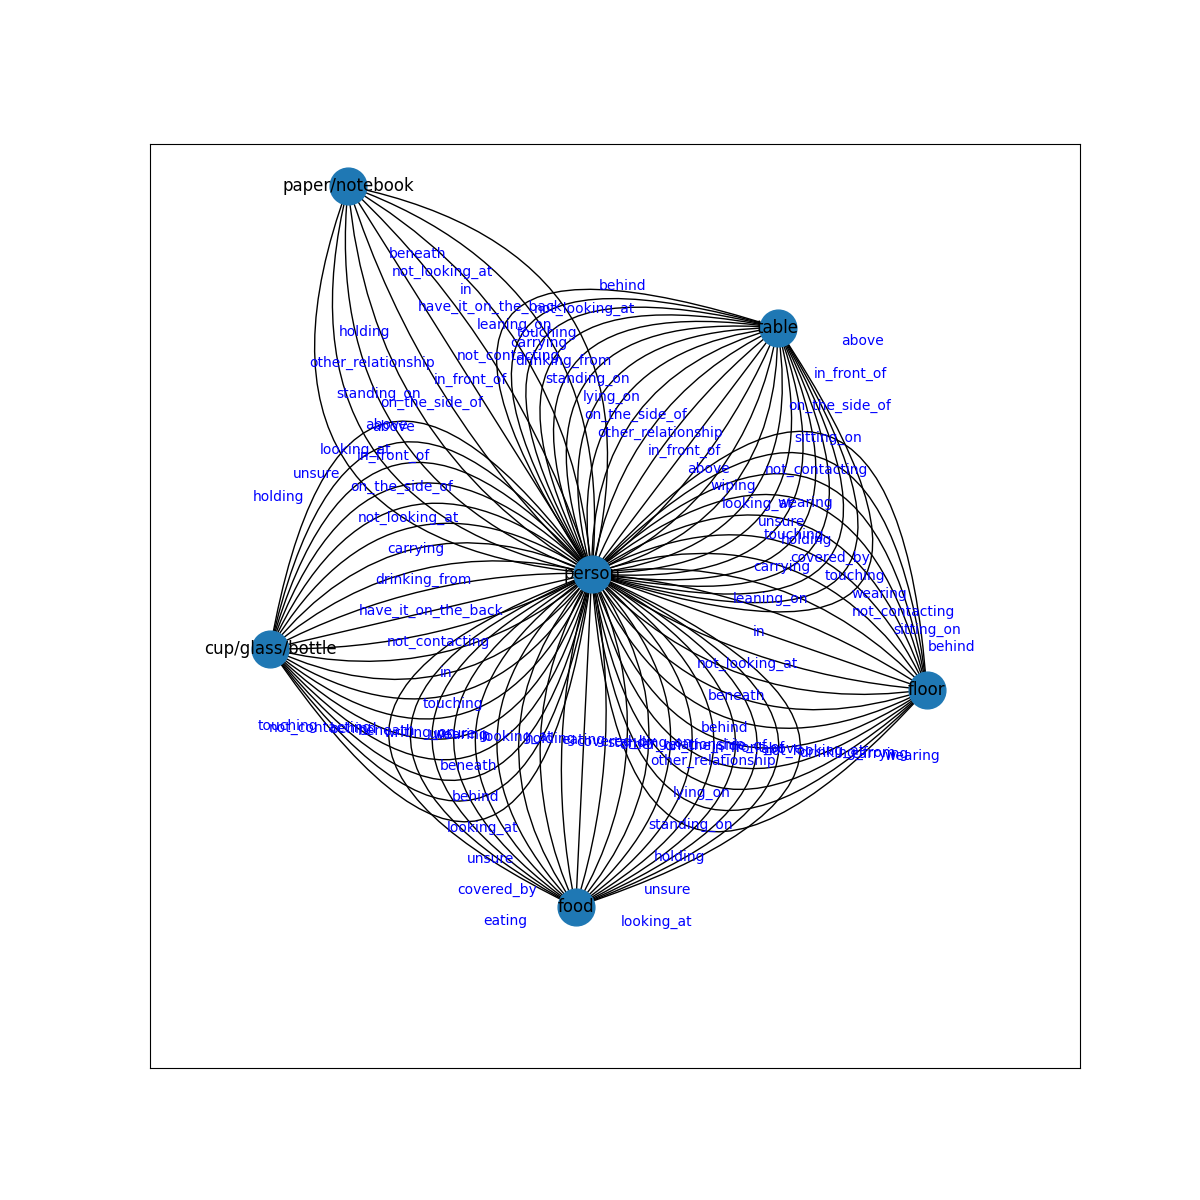 paper/notebook
beneath
not_looking_at
behind
in
have_it_on_the_back
not_looking_at
leaning_on
table
holding
touching
above
carrying
not_contacting
drinking_from
other_relationship
in_front_of
in_front_of
standing_on
standing_on
lying_on
on_the_side_of
on_the_side_of
on_the_side_of
above
above
other_relationship
sitting_on
looking_at
in_front_of
in_front_of
unsure
above
not_contacting
holding
on_the_side_of
wiping
looking_at
wearing
not_looking_at
unsure
touching
holding
carrying
covered_by
person
carrying
touching
drinking_from
leaning_on
wearing
have_it_on_the_back
not_contacting
in
sitting_on
not_contacting
behind
cup/glass/bottle
not_looking_at
in
floor
beneath
touching
touching
not_contacting
behind
behind
wearing
other_relationship
beneath
lying_on
behind
looking_at
standing_on
unsure
holding
covered_by
unsure
food
eating
looking_at